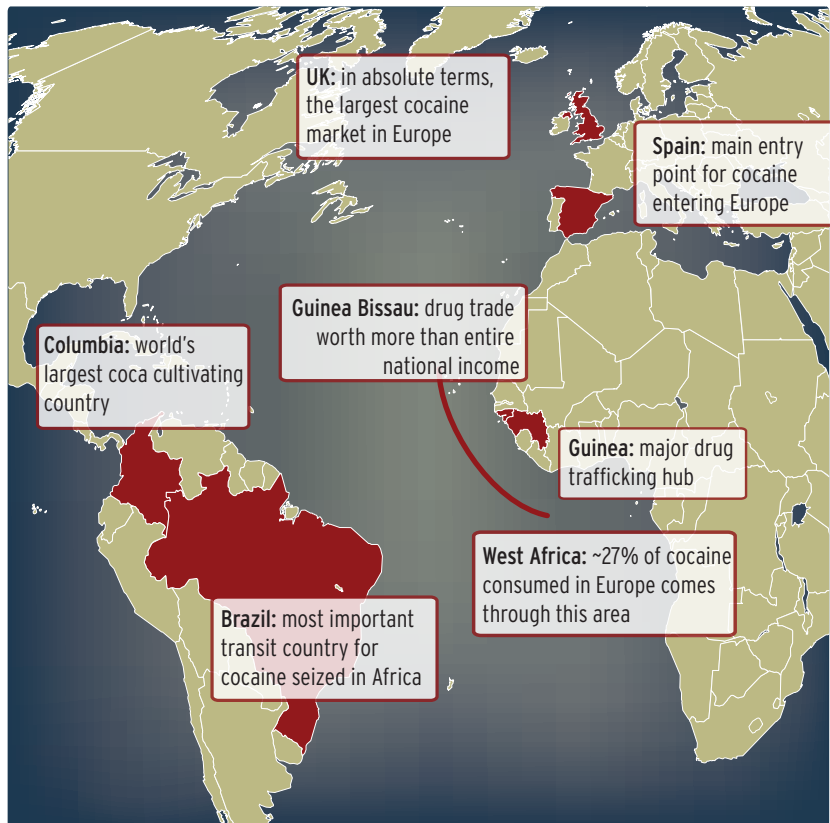 UK: in absolute terms,
the largest cocaine
market in Europe
Spain: main entry
point for cocaine
entering Europe
Guinea Bissau: drug trade
worth more than entire
national income
Columbia: world's
largest coca cultivating
country
Guinea: major drug
trafficking hub
West Africa: ~27% of cocaine
consumed in Europe comes
through this area
Brazil: most important
transit country for
cocaine seized in Africa